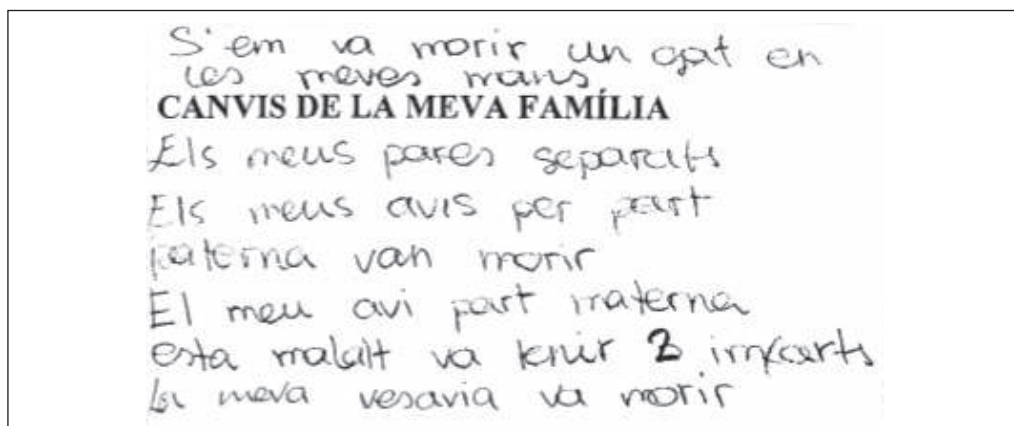 S'em va morir un gat en
les meves mans
CANVIS DE LA MEVA FAMÍLIA
Els meus pares separats
Els meus avis per part
paterna van morir
El meu avi part materna
esta malalt va tenir
La meva vesavia va morir